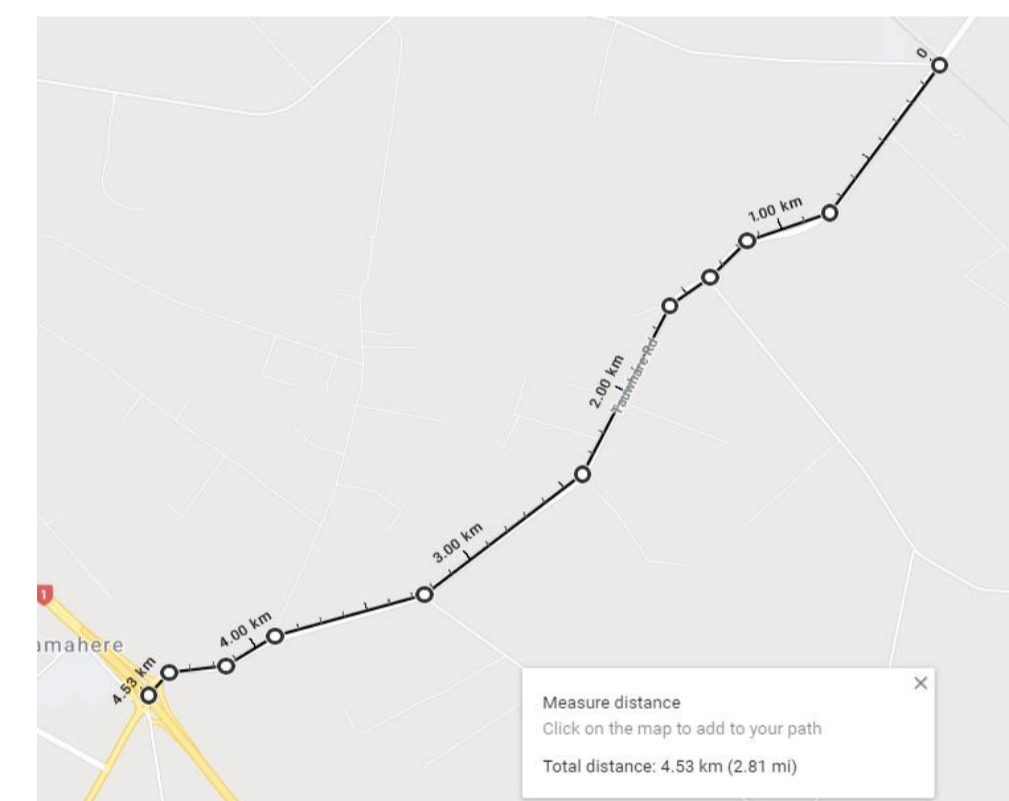 0
1.00 km
2.00 km
Tauwhare Rd
3.00 km
4.00 km
1
amahere
4.53 km
Measure distance
Click on the map to add to your path
Total distance: 4.53 km (2.81 mi)